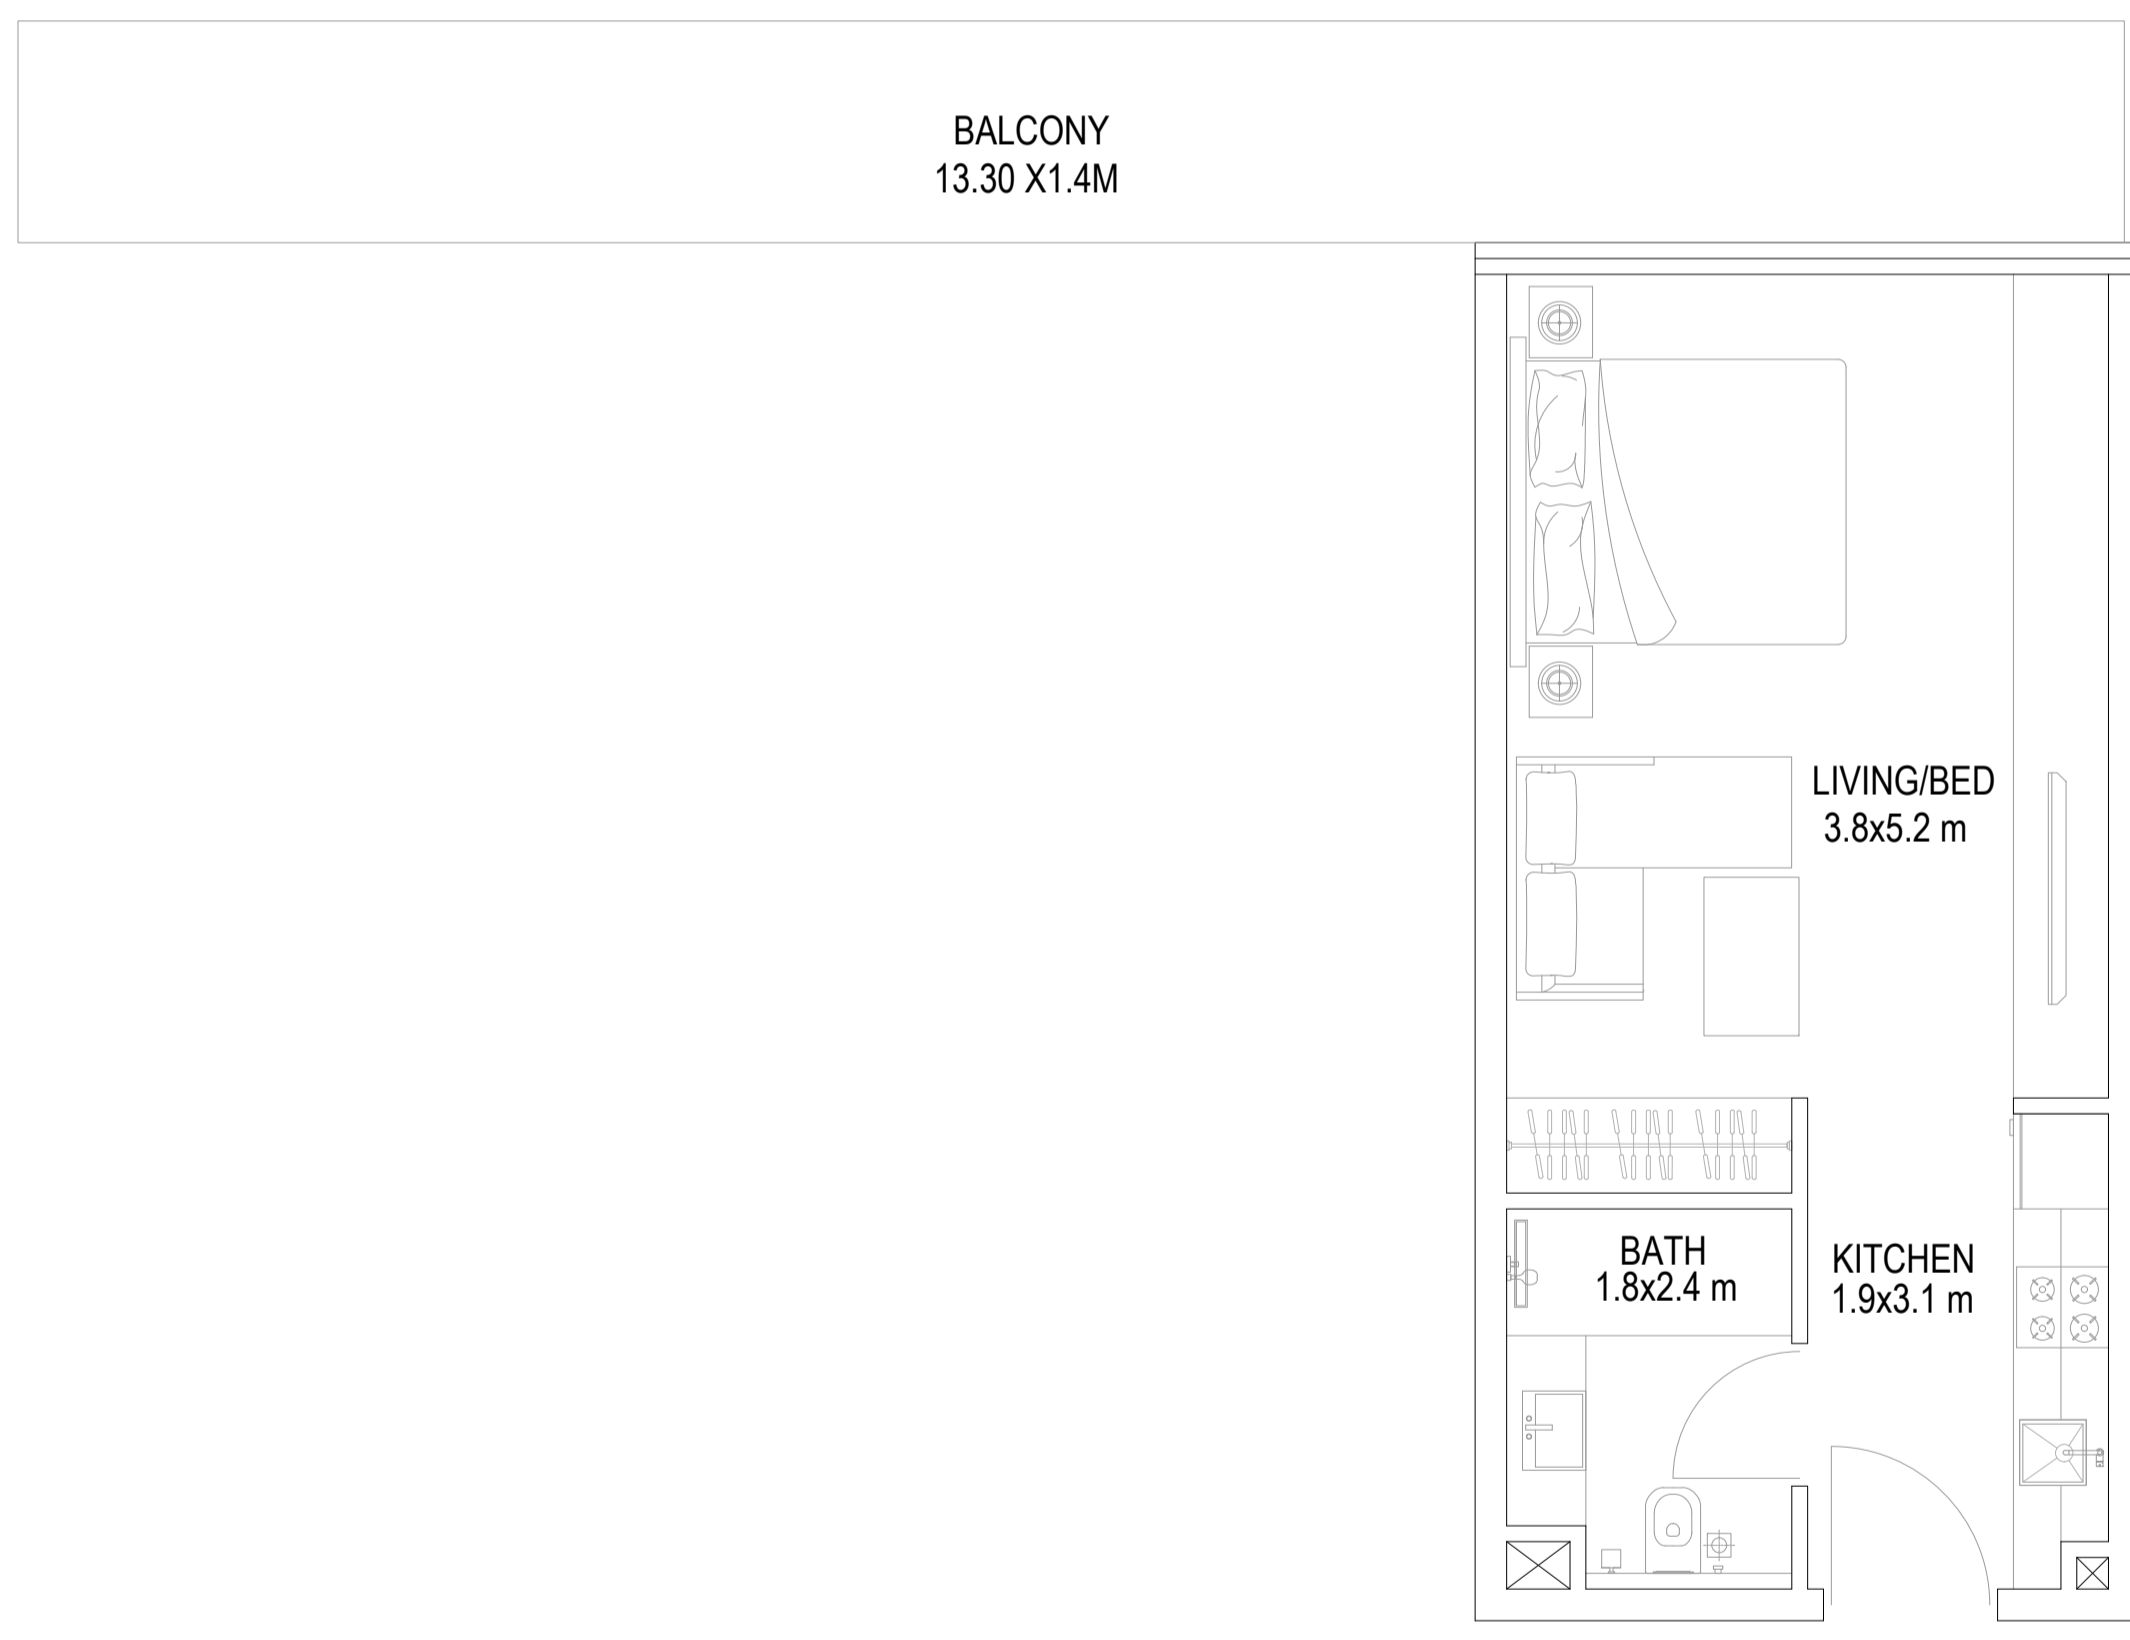 BALCONY
13.30 X1.4M
LIVING/BED
3.8x5.2 m
BATH
1.8x2.4 m
KITCHEN
1.9x3.1 m